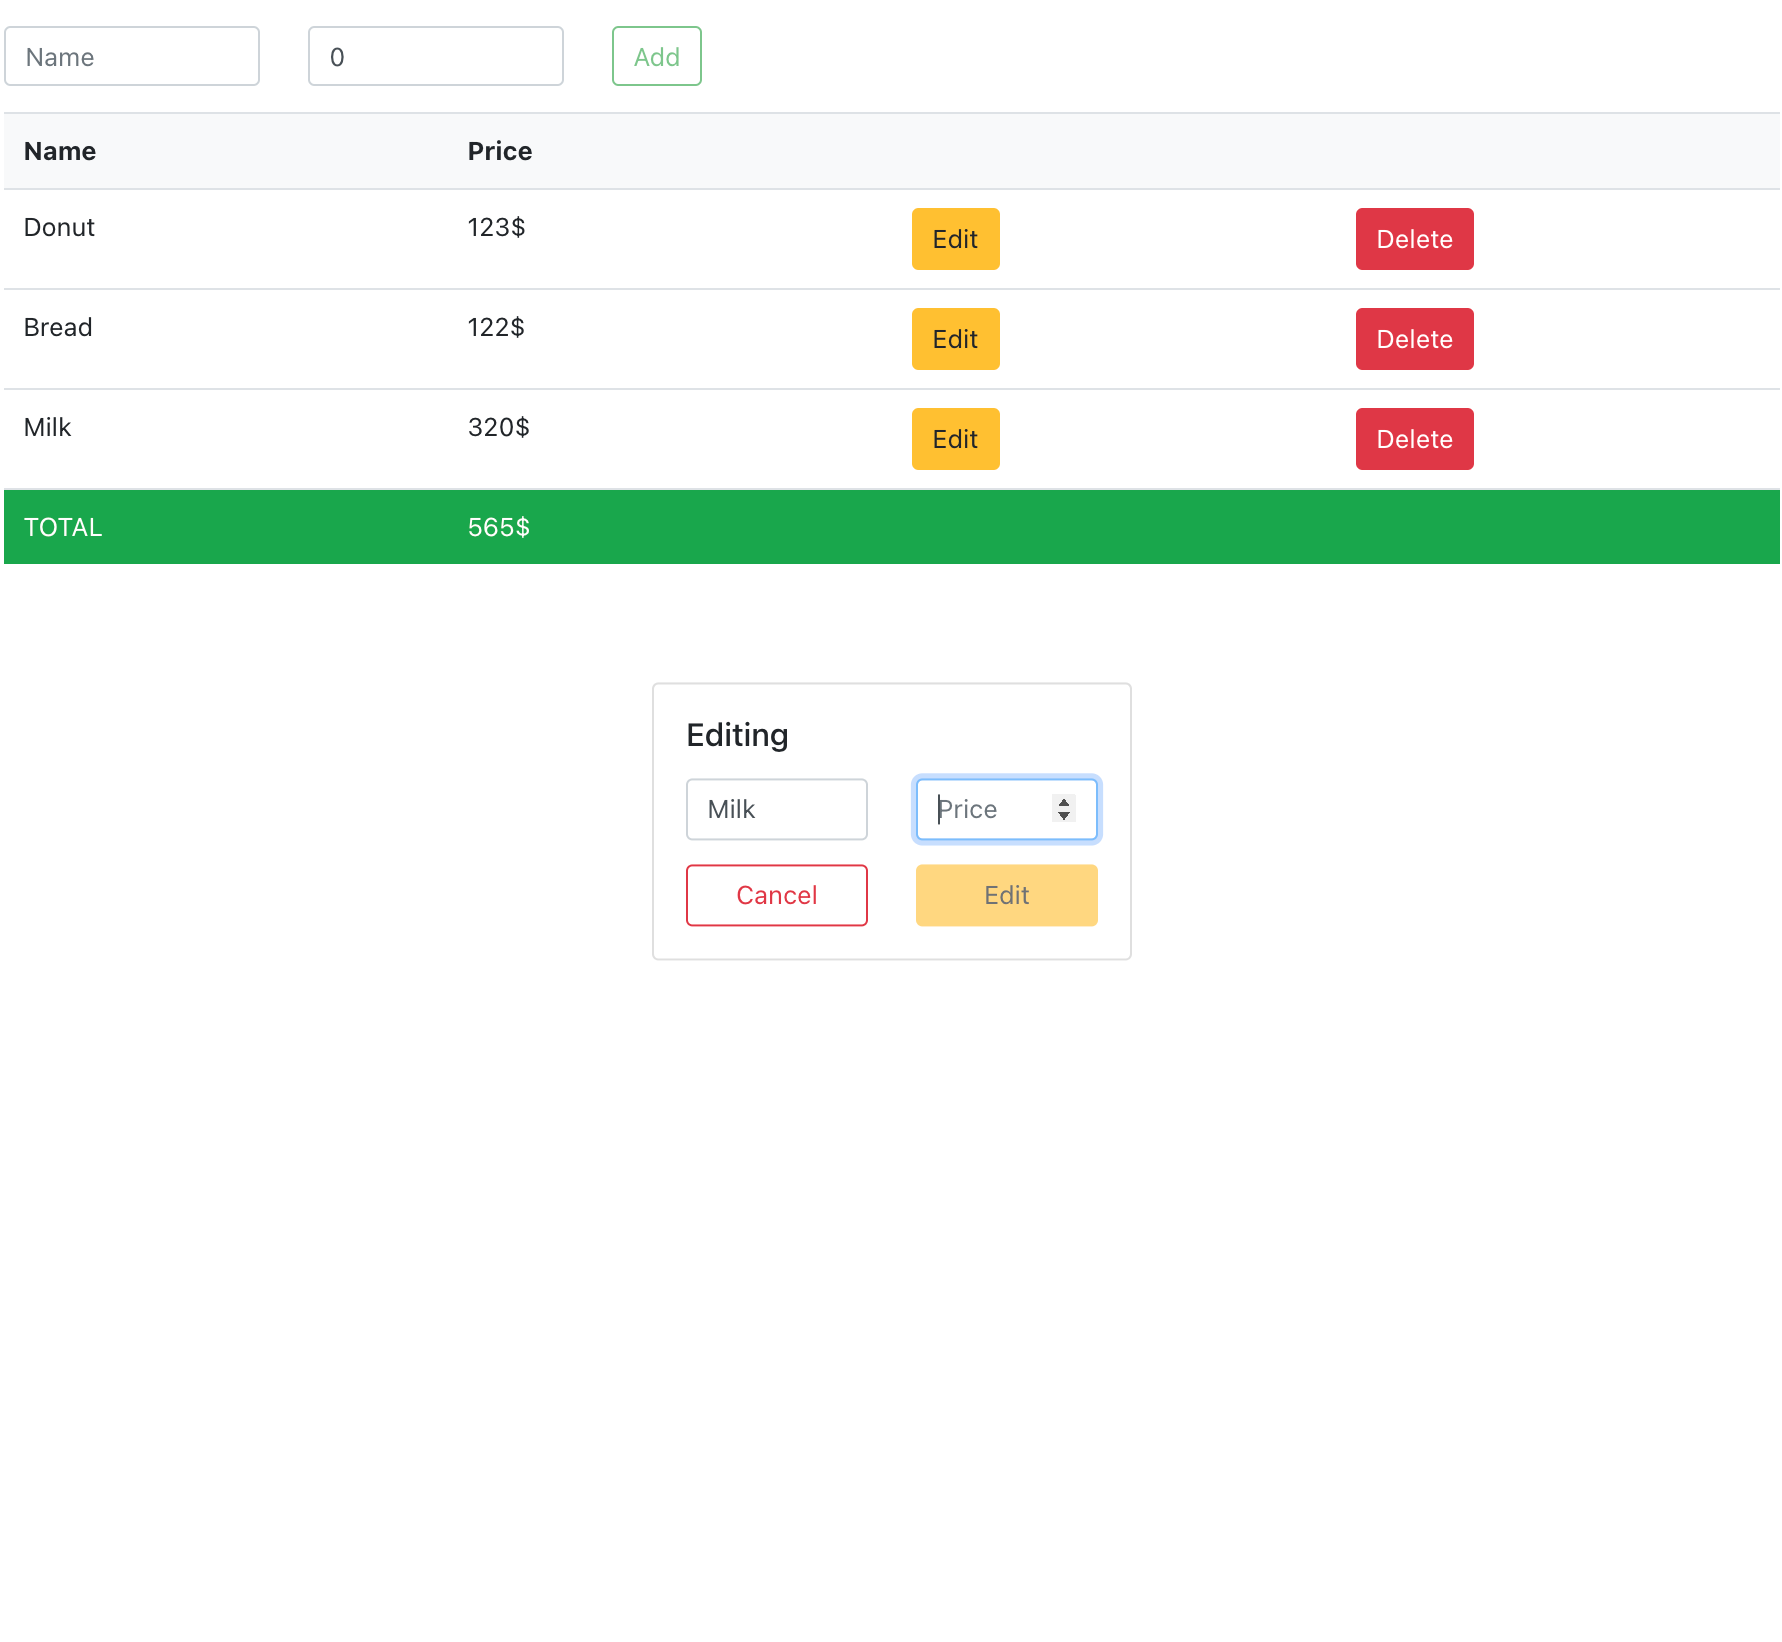 Name 0 Add
Name Price
Donut 123$ Edit Delete
Bread 122$ Edit Delete
Milk 320$ Edit Delete
TOTAL 565$
Editing
Milk Price
Cancel Edit